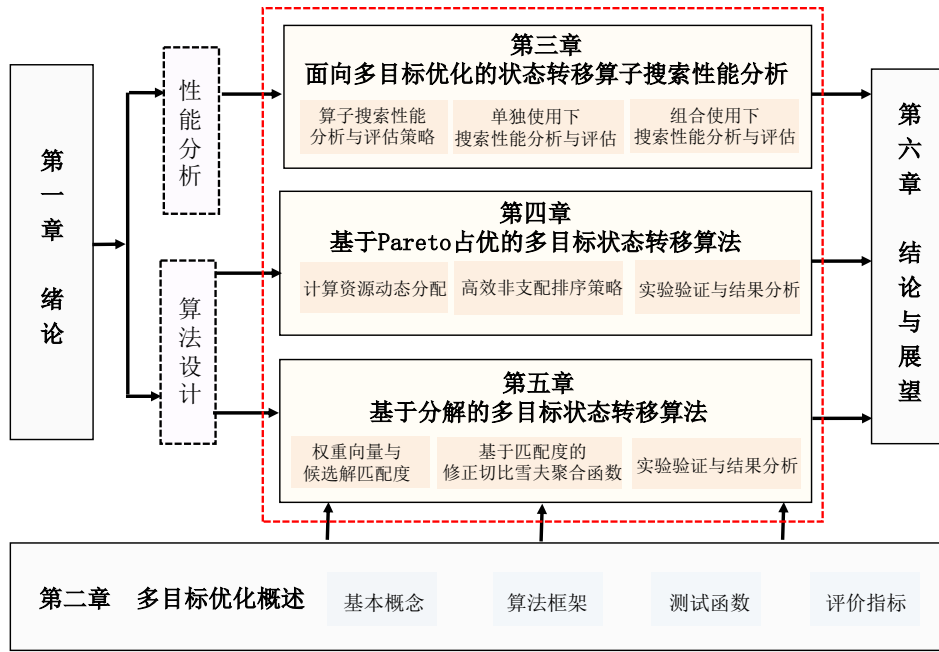 第一章 绪论
性能分析
算法设计
第三章
面向多目标优化的状态转移算子搜索性能分析
算子搜索性能
分析与评估策略
单独使用下
搜索性能分析与评估
组合使用下
搜索性能分析与评估
第四章
基于Pareto占优的多目标状态转移算法
计算资源动态分配
高效非支配排序策略
实验验证与结果分析
第五章
基于分解的多目标状态转移算法
权重向量与
候选解匹配度
基于匹配度的
修正切比雪夫聚合函数
实验验证与结果分析
第六章 结论与展望
第二章 多目标优化概述
基本概念
算法框架
测试函数
评价指标